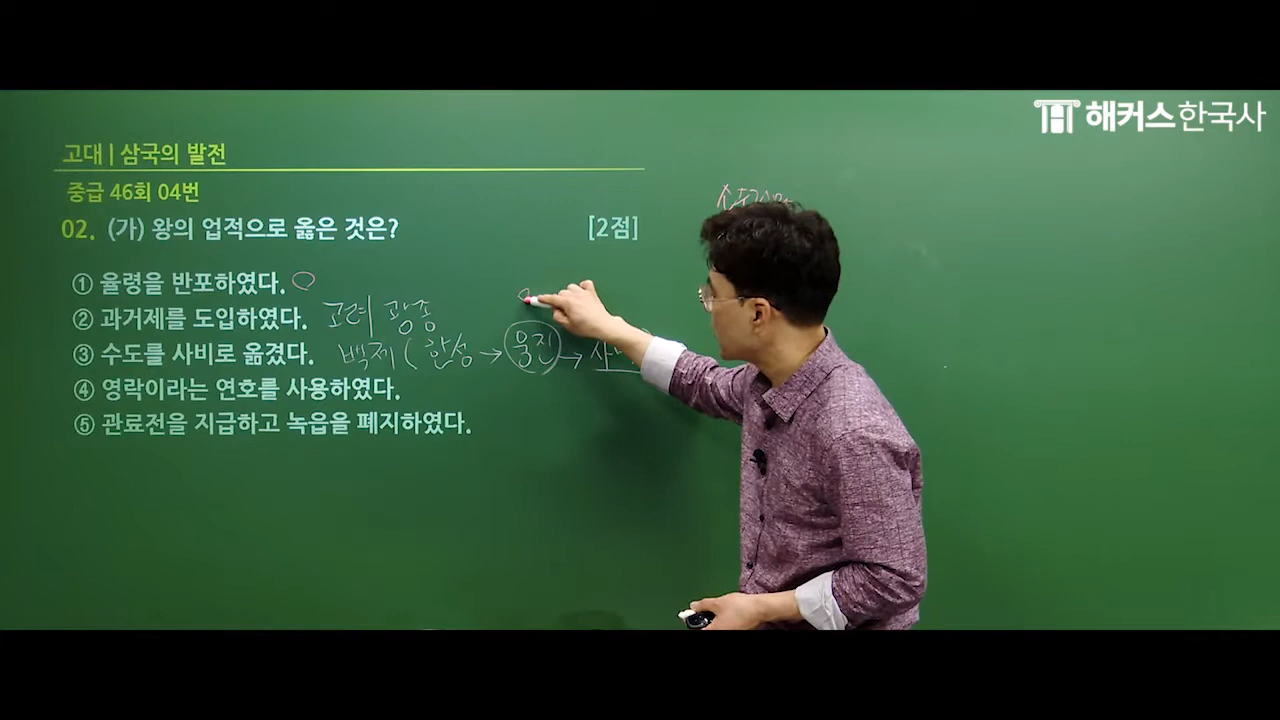 해커스한국사
고대 | 삼국의 발전
중급 46회 04번
02. (가) 왕의 업적으로 옳은 것은? [2점]
① 율령을 반포하였다.
② 과거제를 도입하였다. 고려 광종
③ 수도를 사비로 옮겼다. 백제 ( 한성 → 웅진 →
④ 영락이라는 연호를 사용하였다.
⑤ 관료전을 지급하고 녹읍을 폐지하였다.